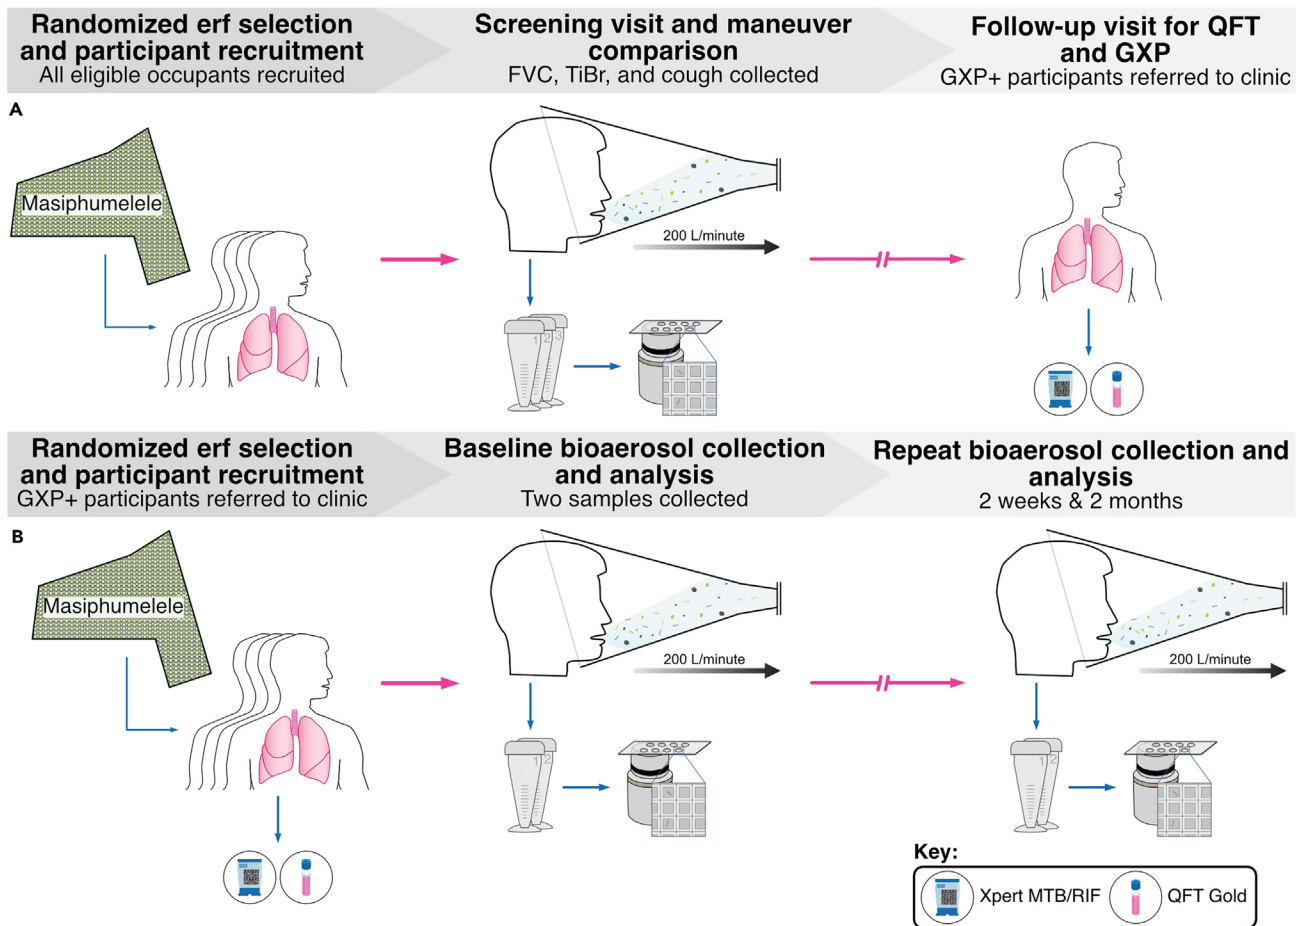 Randomized erf selection
and participant recruitment
All eligible occupants recruited
Screening visit and maneuver
comparison
FVC, TiBr, and cough collected
Follow-up visit for QFT
and GXP
GXP+ participants referred to clinic
A
Masiphumelele
200 L/minute
1 2 3
Randomized erf selection
and participant recruitment
GXP+ participants referred to clinic
Baseline bioaerosol collection
and analysis
Two samples collected
Repeat bioaerosol collection and
analysis
2 weeks & 2 months
B
Masiphumelele
200 L/minute
200 L/minute
1 2
1 2
Key:
Xpert MTB/RIF
QFT Gold